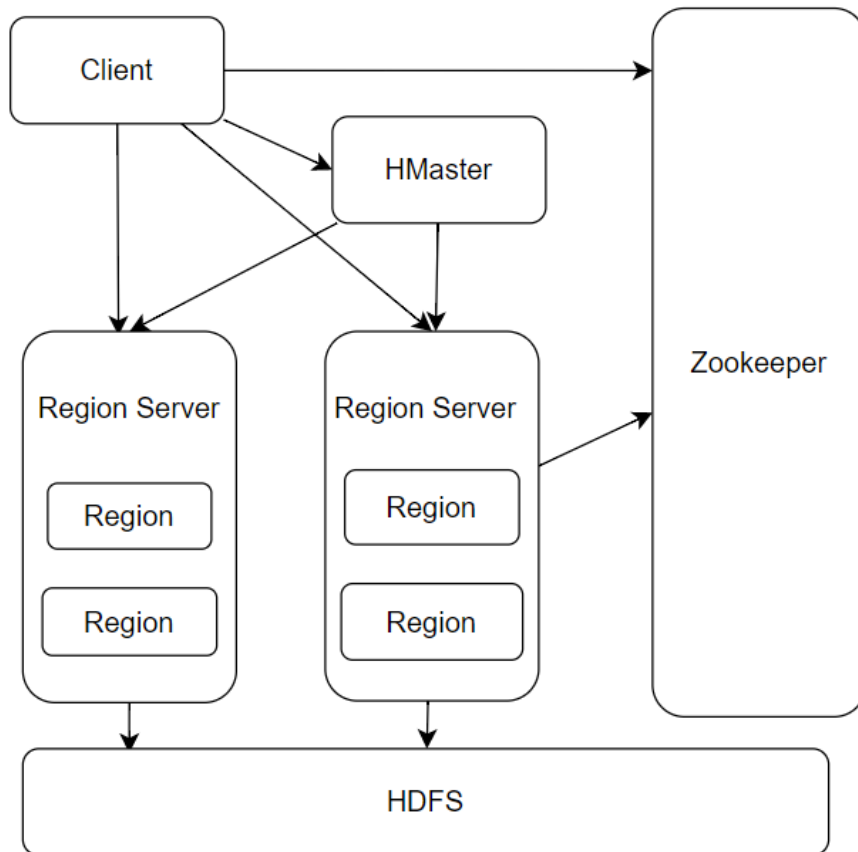 Client
HMaster
Zookeeper
Region Server
Region Server
Region
Region
Region
Region
HDFS